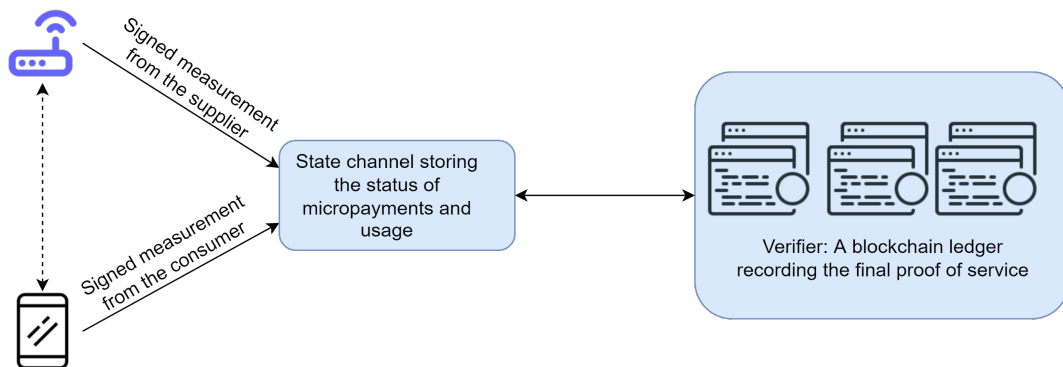 Signed measurement
from the supplier
State channel storing
the status of
micropayments and
usage
Signed measurement
from the consumer
Verifier: A blockchain ledger
recording the final proof of service